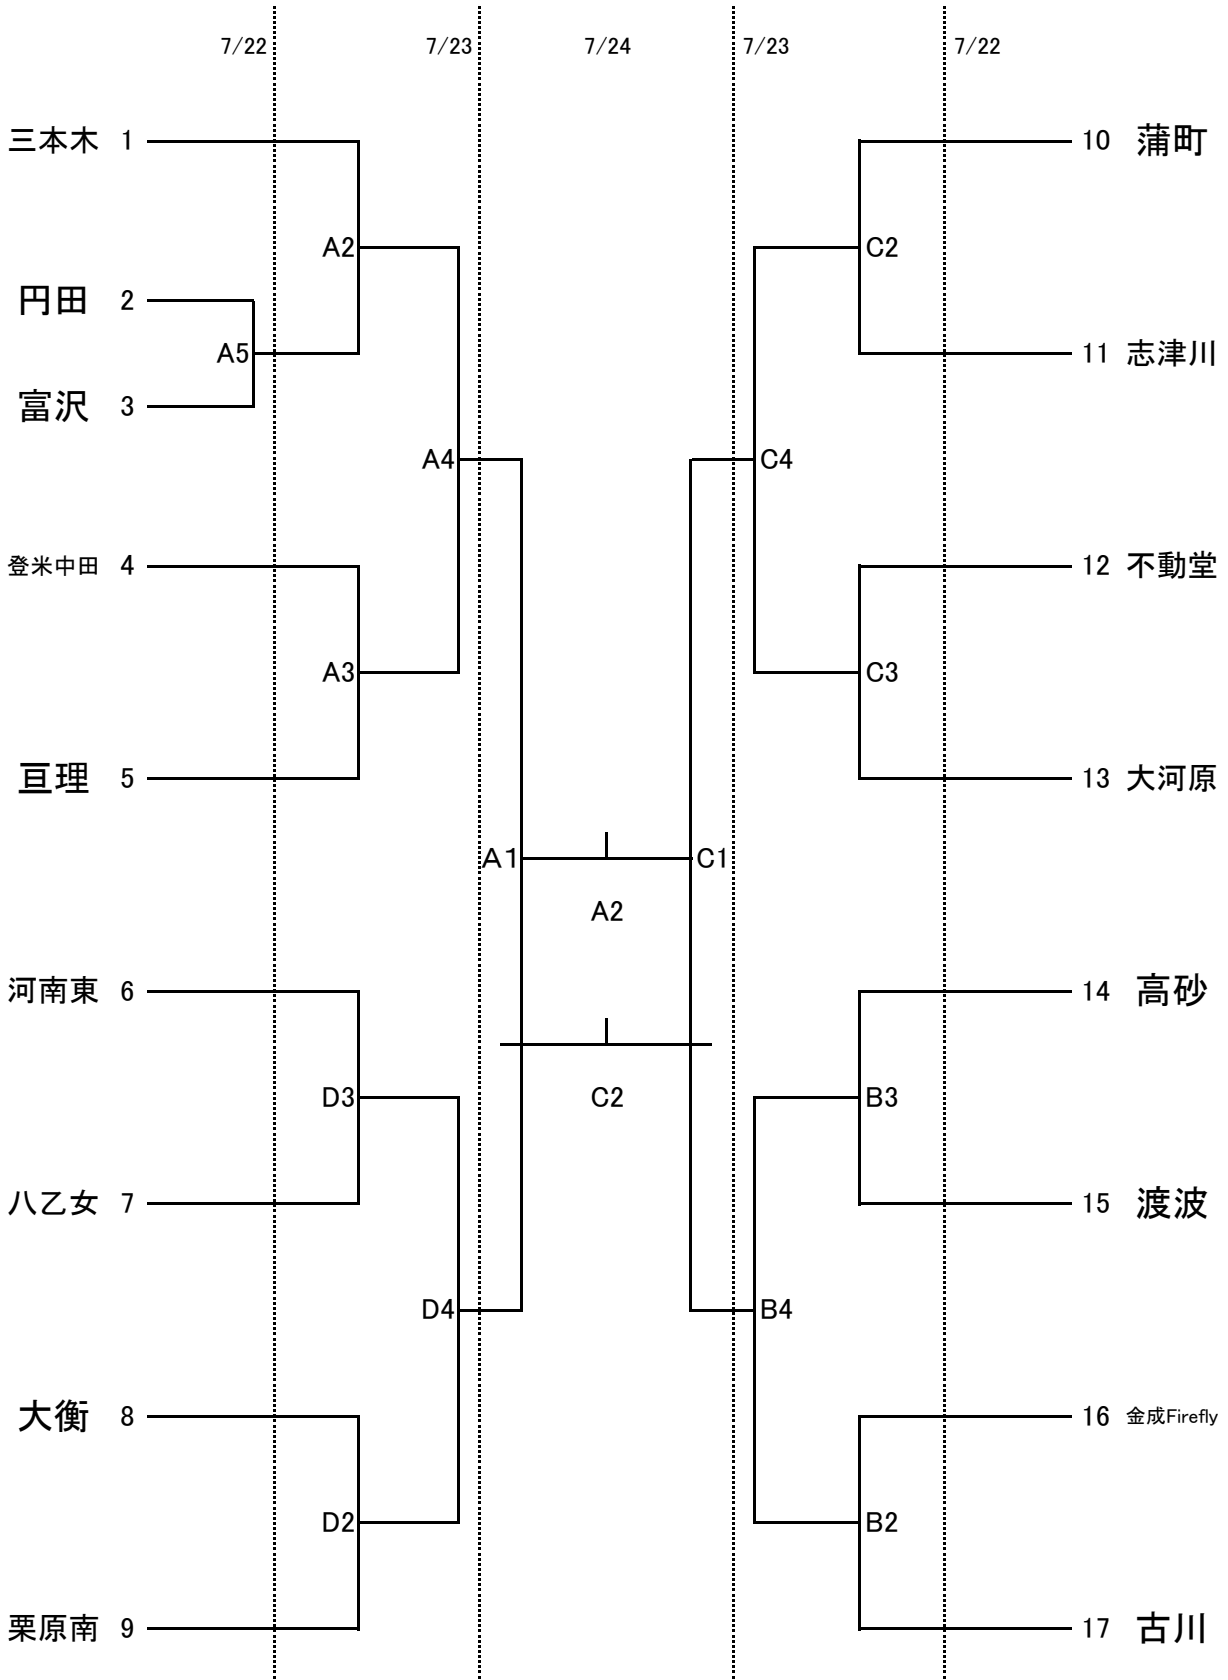 7/22 7/23 7/24 7/23 7/22
三本木 1 10 蒲町
A2 C2
円田 2
A5 11 志津川
富沢 3
A4 C4
登米中田 4 12 不動堂
A3 C3
亘理 5 13 大河原
A1 C1
A2
河南東 6 14 高砂
D3 C2 B3
八乙女 7 15 渡波
D4 B4
大衡 8 16 金成Firefly
D2 B2
栗原南 9 17 古川